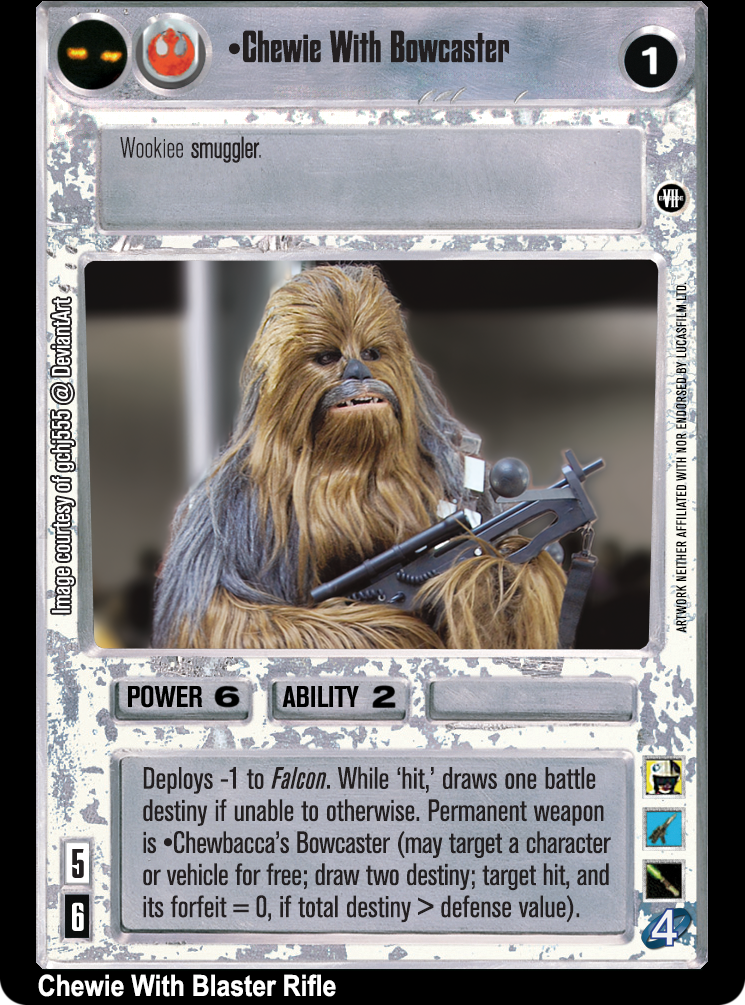 •Chewie With Bowcaster
1
Wookiee smuggler.
EPISODE
VII
Image courtesy of gchj555 @ DeviantArt
ARTWORK NEITHER AFFILIATED WITH NOR ENDORSED BY LUCASFILM LTD.
POWER 6
ABILITY 2
Deploys -1 to Falcon. While ‘hit,’ draws one battle
destiny if unable to otherwise. Permanent weapon
is •Chewbacca’s Bowcaster (may target a character
or vehicle for free; draw two destiny; target hit, and
its forfeit = 0, if total destiny > defense value).
5
6
4
Chewie With Blaster Rifle